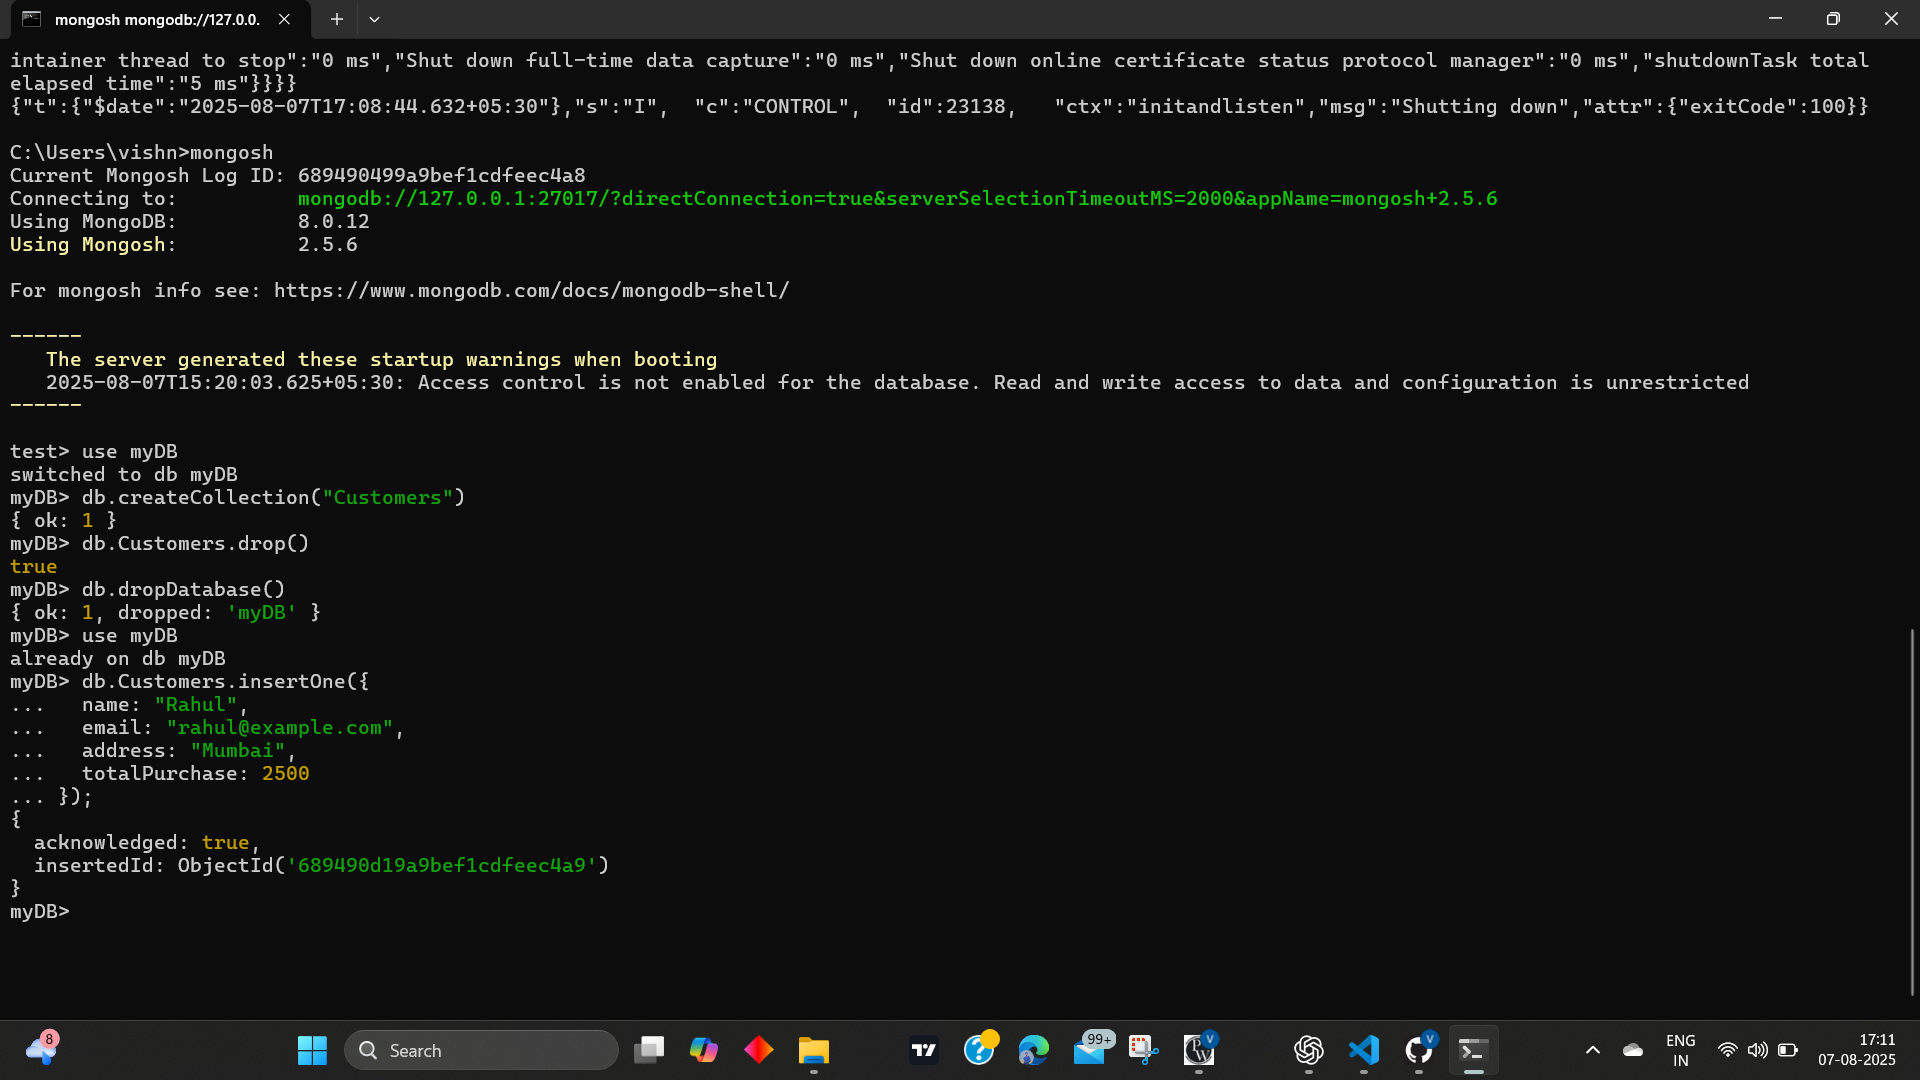 mongosh mongodb://127.0.0.
intainer thread to stop":"0 ms","Shut down full-time data capture":"0 ms","Shut down online certificate status protocol manager":"0 ms","shutdownTask total
elapsed time":"5 ms"}}}}
{"t":{"$date":"2025-08-07T17:08:44.632+05:30"},"s":"I",  "c":"CONTROL",  "id":23138,   "ctx":"initandlisten","msg":"Shutting down","attr":{"exitCode":100}}
C:\Users\vishn>mongosh
Current Mongosh Log ID: 689490499a9bef1cdfeec4a8
Connecting to:          mongodb://127.0.0.1:27017/?directConnection=true&serverSelectionTimeoutMS=2000&appName=mongosh+2.5.6
Using MongoDB:          8.0.12
Using Mongosh:          2.5.6
For mongosh info see: https://www.mongodb.com/docs/mongodb-shell/
------
   The server generated these startup warnings when booting
   2025-08-07T15:20:03.625+05:30: Access control is not enabled for the database. Read and write access to data and configuration is unrestricted
------
test> use myDB
switched to db myDB
myDB> db.createCollection("Customers")
{ ok: 1 }
myDB> db.Customers.drop()
true
myDB> db.dropDatabase()
{ ok: 1, dropped: 'myDB' }
myDB> use myDB
already on db myDB
myDB> db.Customers.insertOne({
...   name: "Rahul",
...   email: "rahul@example.com",
...   address: "Mumbai",
...   totalPurchase: 2500
... });
{
  acknowledged: true,
  insertedId: ObjectId('689490d19a9bef1cdfeec4a9')
}
myDB>
8
Search
99+
V
PW
V
ENG
IN
17:11
07-08-2025